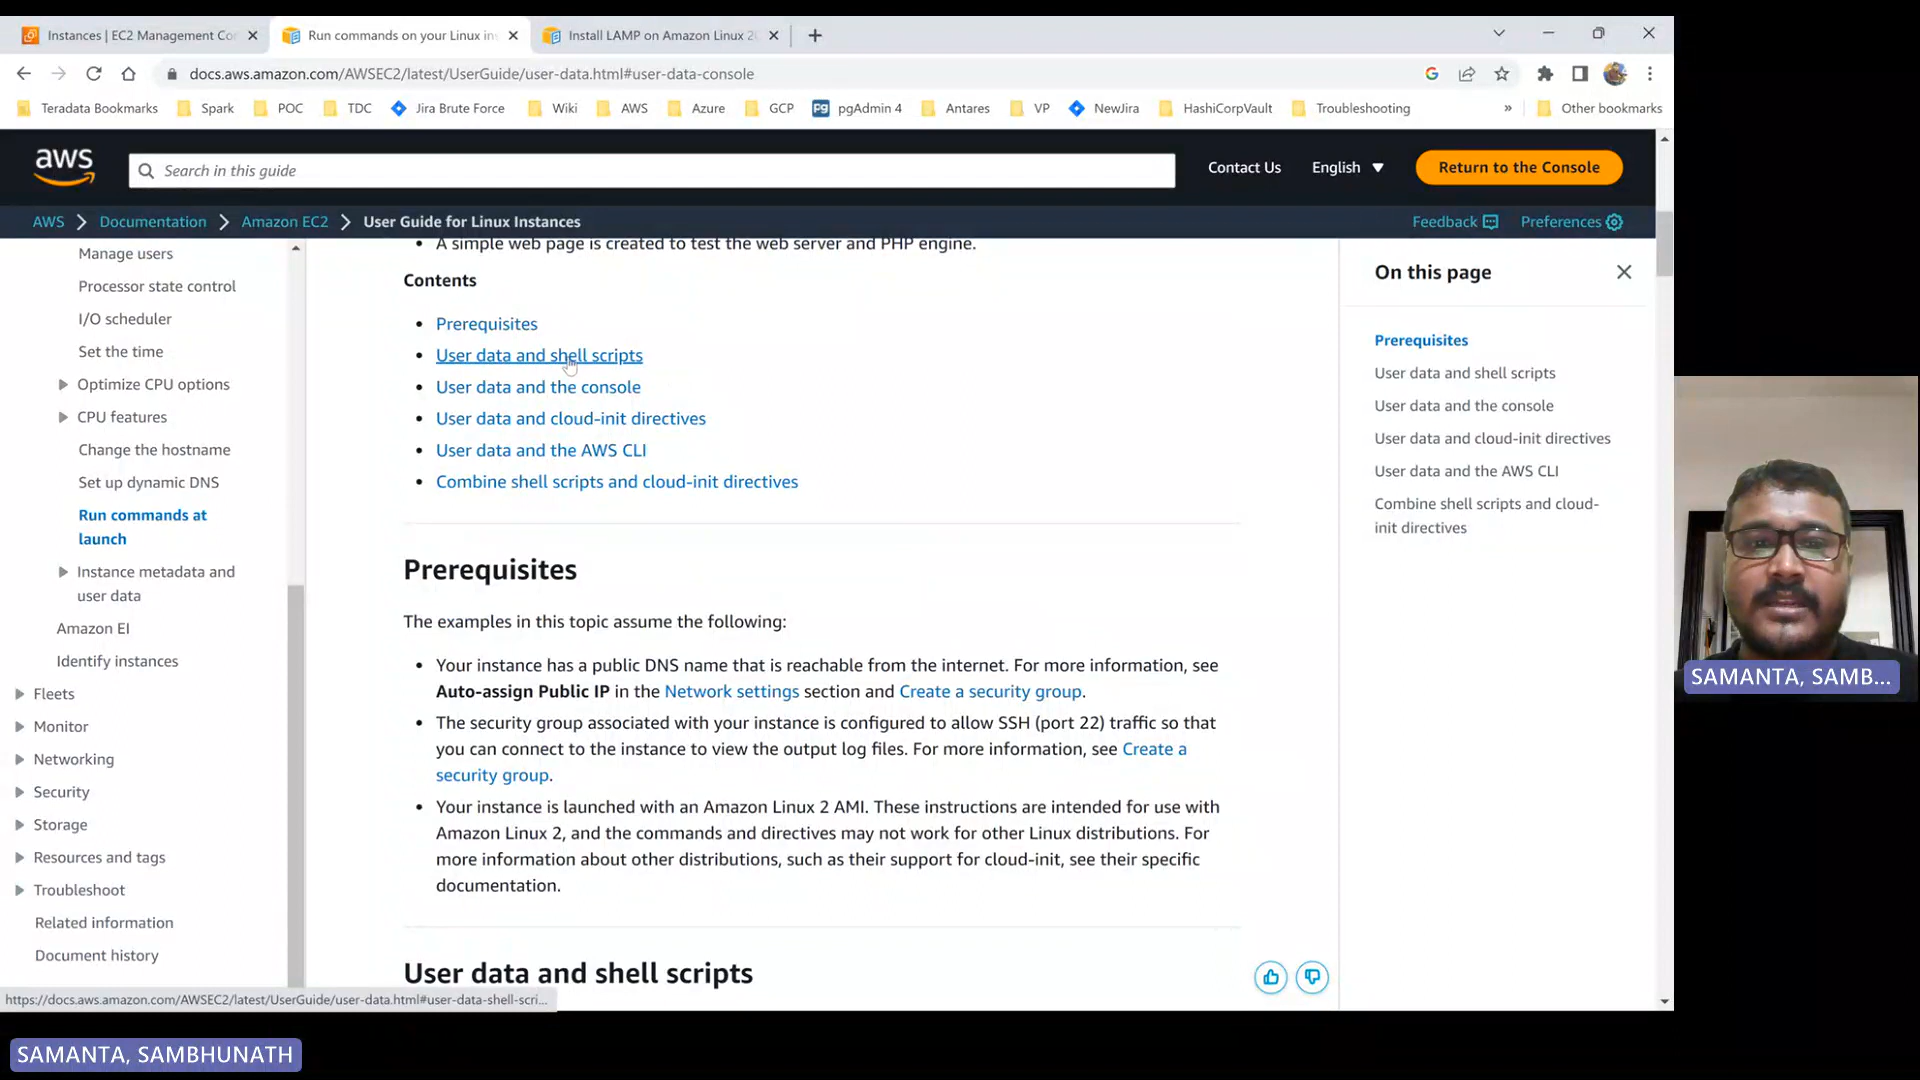 Instances | EC2 Management Co
Run commands on your Linux in
Install LAMP on Amazon Linux 2
docs.aws.amazon.com/AWSEC2/latest/UserGuide/user-data.html#user-data-console
Teradata Bookmarks
Spark
POC
TDC
Jira Brute Force
Wiki
AWS
Azure
GCP
Pg
pgAdmin 4
Antares
VP
NewJira
HashiCorpVault
Troubleshooting
»
Other bookmarks
aws
Search in this guide
Contact Us
English
Return to the Console
AWS
Documentation
Amazon EC2
User Guide for Linux Instances
Feedback
Preferences
Manage users
Processor state control
I/O scheduler
Set the time
Optimize CPU options
CPU features
Change the hostname
Set up dynamic DNS
Run commands at
launch
Instance metadata and
user data
Amazon EI
Identify instances
Fleets
Monitor
Networking
Security
Storage
Resources and tags
Troubleshoot
Related information
Document history
• A simple web page is created to test the web server and PHP engine.
Contents
• Prerequisites
• User data and shell scripts
• User data and the console
• User data and cloud-init directives
• User data and the AWS CLI
• Combine shell scripts and cloud-init directives
Prerequisites
The examples in this topic assume the following:
• Your instance has a public DNS name that is reachable from the internet. For more information, see
Auto-assign Public IP in the Network settings section and Create a security group.
• The security group associated with your instance is configured to allow SSH (port 22) traffic so that
you can connect to the instance to view the output log files. For more information, see Create a
security group.
• Your instance is launched with an Amazon Linux 2 AMI. These instructions are intended for use with
Amazon Linux 2, and the commands and directives may not work for other Linux distributions. For
more information about other distributions, such as their support for cloud-init, see their specific
documentation.
User data and shell scripts
On this page
Prerequisites
User data and shell scripts
User data and the console
User data and cloud-init directives
User data and the AWS CLI
Combine shell scripts and cloud-
init directives
https://docs.aws.amazon.com/AWSEC2/latest/UserGuide/user-data.html#user-data-shell-scri...
SAMANTA, SAMB...
SAMANTA, SAMBHUNATH